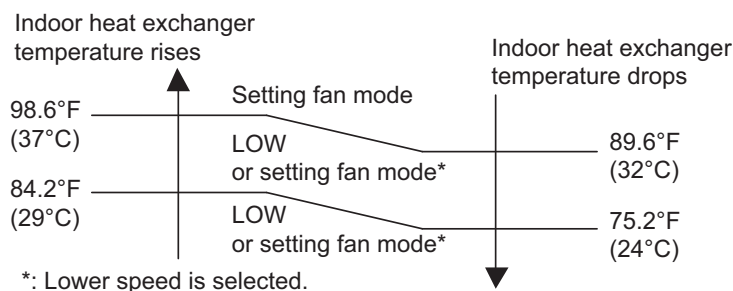 Indoor heat exchanger
temperature rises
Indoor heat exchanger
temperature drops
98.6°F
(37°C)
Setting fan mode
LOW
or setting fan mode*
89.6°F
(32°C)
84.2°F
(29°C)
LOW
or setting fan mode*
75.2°F
(24°C)
*: Lower speed is selected.